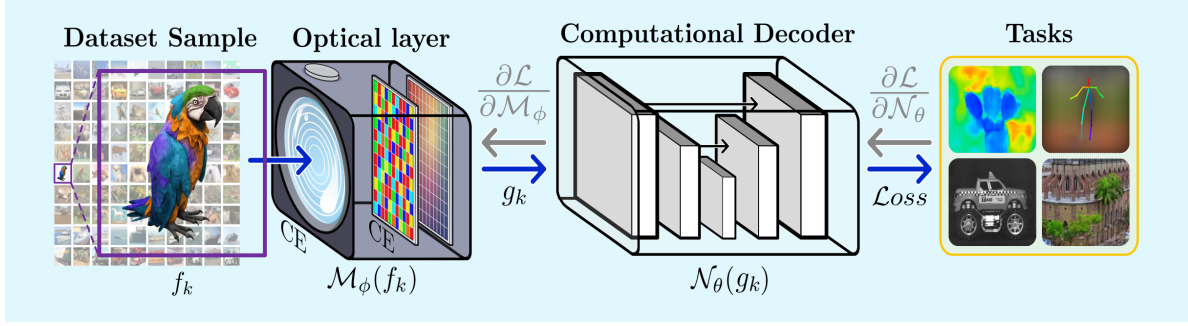 Dataset Sample
Optical layer
Computational Decoder
Tasks
∂ℒ
∂ℳ_ϕ
∂ℒ
∂𝒩_θ
g_k
ℒoss
CE
CE
f_k
ℳ_ϕ(f_k)
𝒩_θ(g_k)